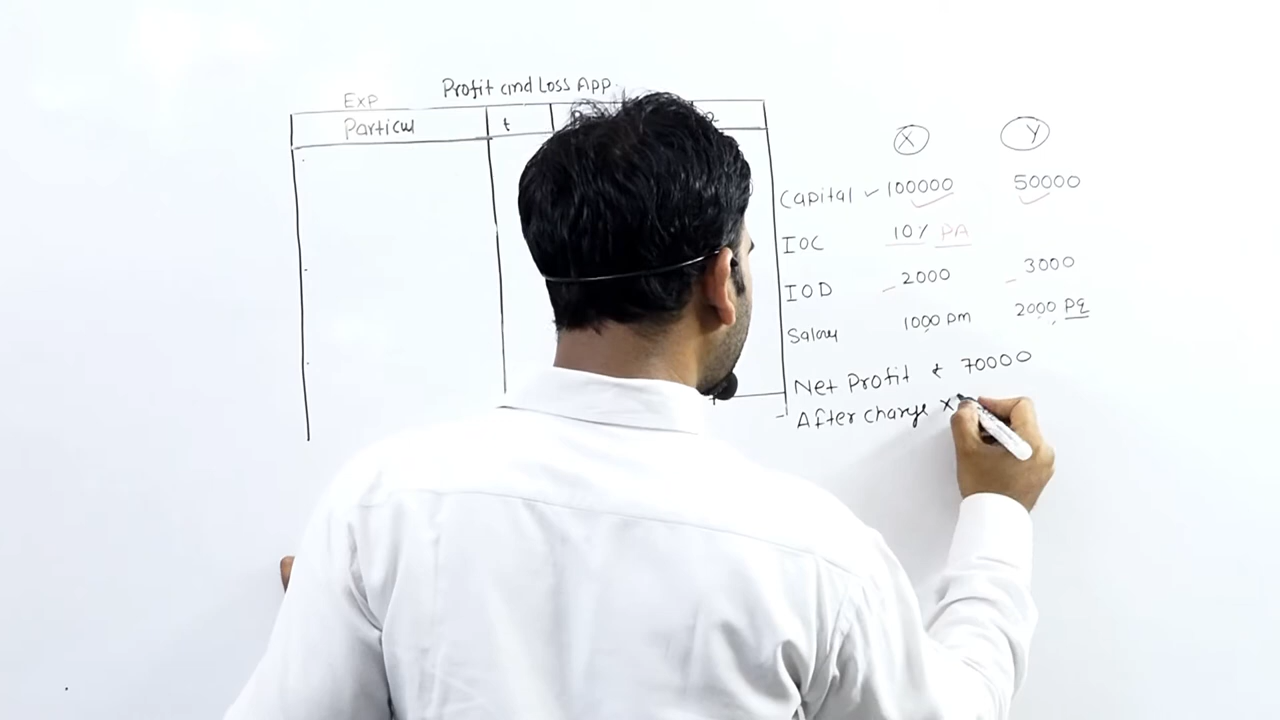 Profit and Loss App.
Exp
Particul ₹
X Y
Capital ✓ 100000 50000
IOC 10% PA
IOD 2000 3000
Salary 1000 pm 2000 PQ
Net Profit ₹ 70000
After charge X